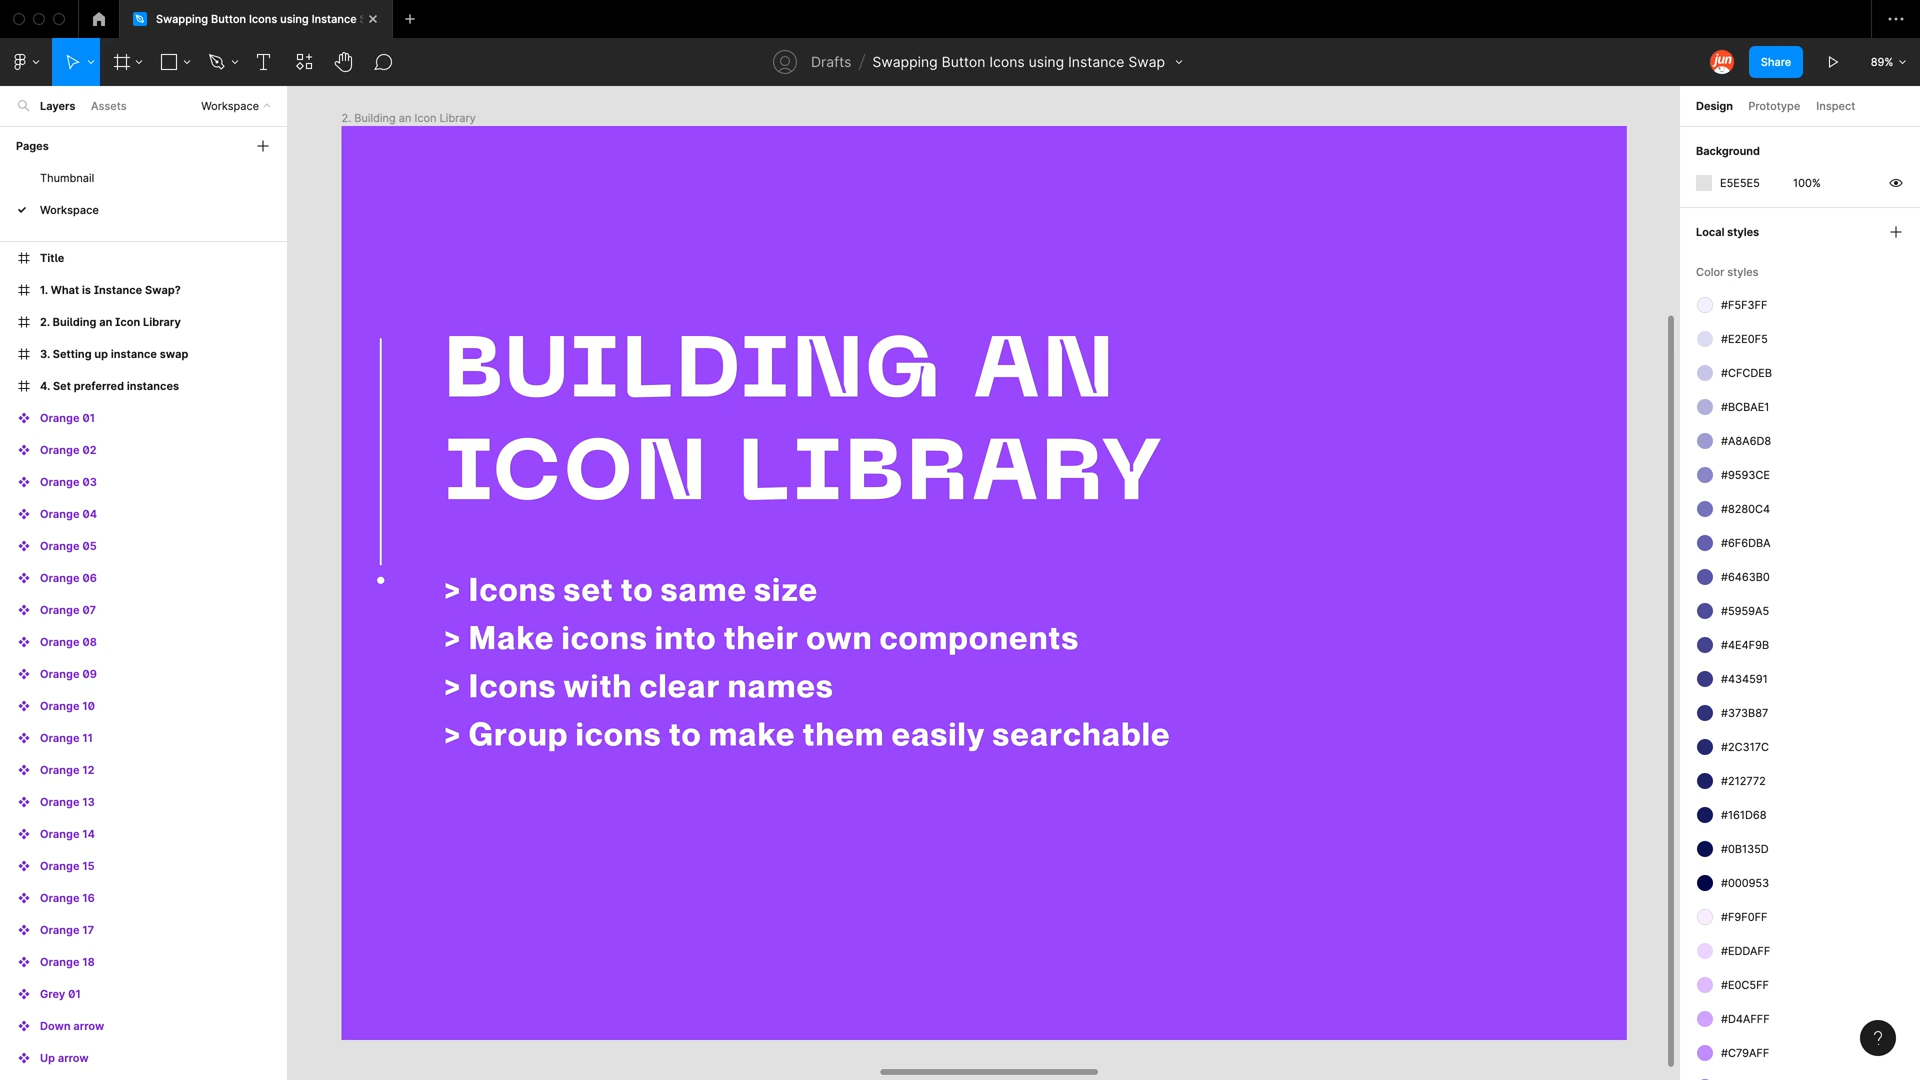 Swapping Button Icons using Instance
Drafts / Swapping Button Icons using Instance Swap
jun
Share
89%
Layers
Assets
Workspace
Pages
Thumbnail
Workspace
Title
1. What is Instance Swap?
2. Building an Icon Library
3. Setting up instance swap
4. Set preferred instances
Orange 01
Orange 02
Orange 03
Orange 04
Orange 05
Orange 06
Orange 07
Orange 08
Orange 09
Orange 10
Orange 11
Orange 12
Orange 13
Orange 14
Orange 15
Orange 16
Orange 17
Orange 18
Grey 01
Down arrow
Up arrow
2. Building an Icon Library
BUILDING AN
ICON LIBRARY
> Icons set to same size
> Make icons into their own components
> Icons with clear names
> Group icons to make them easily searchable
Design
Prototype
Inspect
Background
E5E5E5
100%
Local styles
Color styles
#F5F3FF
#E2E0F5
#CFCDEB
#BCBAE1
#A8A6D8
#9593CE
#8280C4
#6F6DBA
#6463B0
#5959A5
#4E4F9B
#434591
#373B87
#2C317C
#212772
#161D68
#0B135D
#000953
#F9F0FF
#EDDAFF
#E0C5FF
#D4AFFF
#C79AFF
?